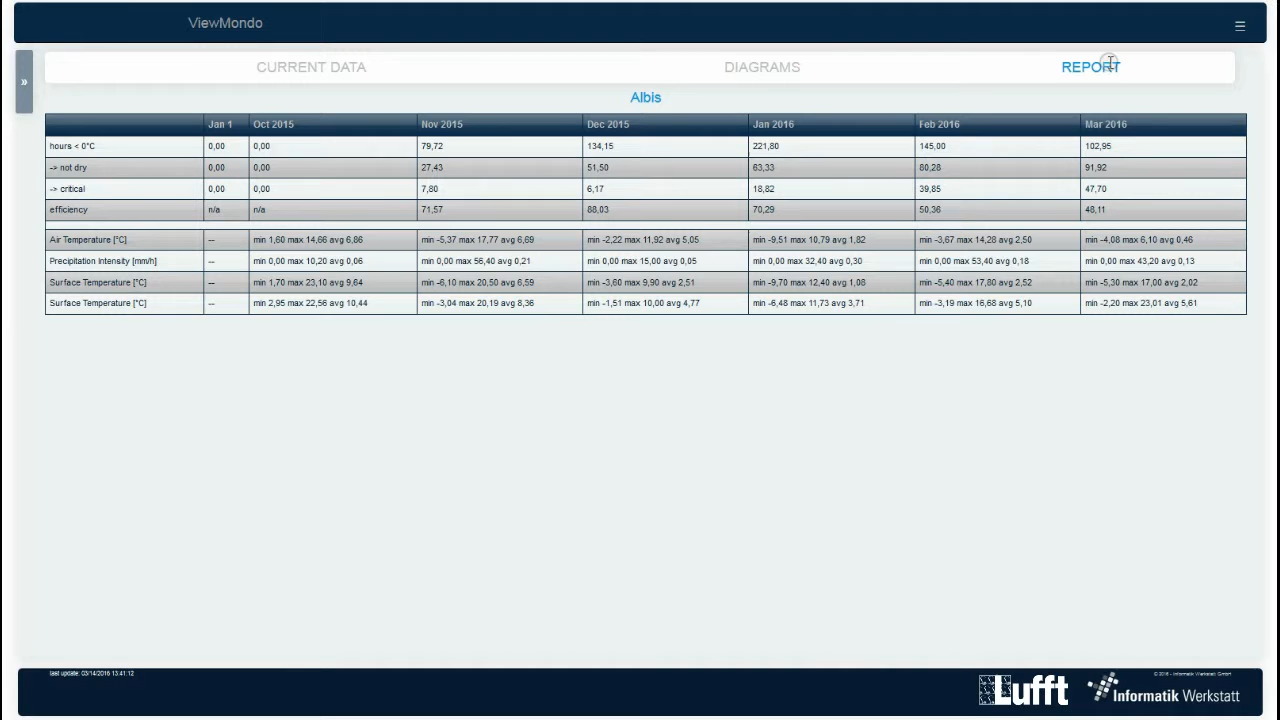 ViewMondo ☰
»
CURRENT DATA DIAGRAMS REPORT
Albis
Jan 1 Oct 2015 Nov 2015 Dec 2015 Jan 2016 Feb 2016 Mar 2016
hours < 0°C 0,00 0,00 79,72 134,15 221,80 145,00 102,95
-> not dry 0,00 0,00 27,43 51,50 63,33 80,28 91,92
-> critical 0,00 0,00 7,80 6,17 18,82 39,85 47,70
efficiency n/a n/a 71,57 88,03 70,29 50,36 48,11
Air Temperature [°C] -- min 1,60 max 14,66 avg 6,86 min -5,37 max 17,77 avg 6,69 min -2,22 max 11,92 avg 5,05 min -9,51 max 10,79 avg 1,82 min -3,67 max 14,28 avg 2,50 min -4,08 max 6,10 avg 0,46
Precipitation Intensity [mm/h] -- min 0,00 max 10,20 avg 0,06 min 0,00 max 56,40 avg 0,21 min 0,00 max 15,00 avg 0,05 min 0,00 max 32,40 avg 0,30 min 0,00 max 53,40 avg 0,18 min 0,00 max 43,20 avg 0,13
Surface Temperature [°C] -- min 1,70 max 23,10 avg 9,64 min -6,10 max 20,50 avg 6,59 min -3,60 max 9,90 avg 2,51 min -9,70 max 12,40 avg 1,08 min -5,40 max 17,80 avg 2,52 min -5,30 max 17,00 avg 2,02
Surface Temperature [°C] -- min 2,95 max 22,56 avg 10,44 min -3,04 max 20,19 avg 8,36 min -1,51 max 10,00 avg 4,77 min -6,48 max 11,73 avg 3,71 min -3,19 max 16,68 avg 5,10 min -2,20 max 23,01 avg 5,61
last update: 03/14/2016 13:41:12
© 2016 - Informatik Werkstatt GmbH
Lufft Informatik Werkstatt